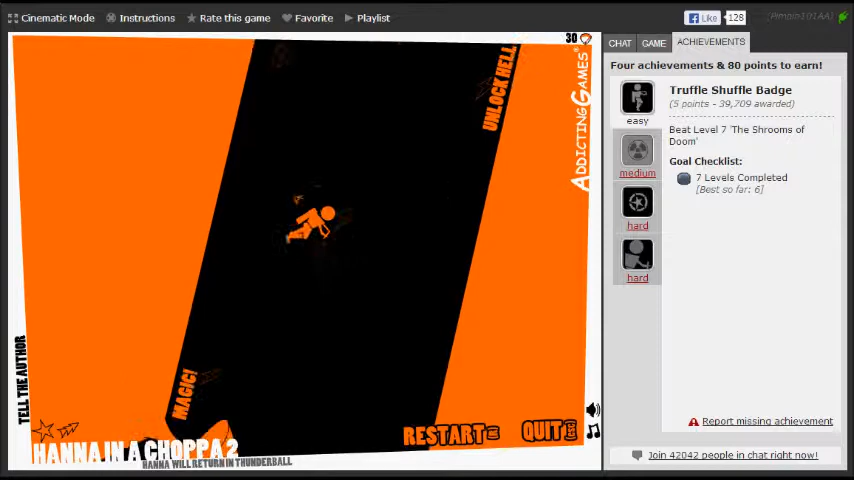 Cinematic Mode Instructions Rate this game Favorite Playlist
Like 128 Pimpin101AA
30
CHAT GAME ACHIEVEMENTS
Four achievements & 80 points to earn!
Truffle Shuffle Badge
(5 points - 39,709 awarded)
easy
Beat Level 7 'The Shrooms of
Doom'
Goal Checklist:
7 Levels Completed
[Best so far: 6]
medium
hard
hard
Report missing achievement
Join 42042 people in chat right now!
UNLOCK HELL
ADDICTINGGAMES
MAGIC!
TELL THE AUTHOR
RESTART
QUIT
HANNA IN A CHOPPA 2
HANNA WILL RETURN IN THUNDERBALL